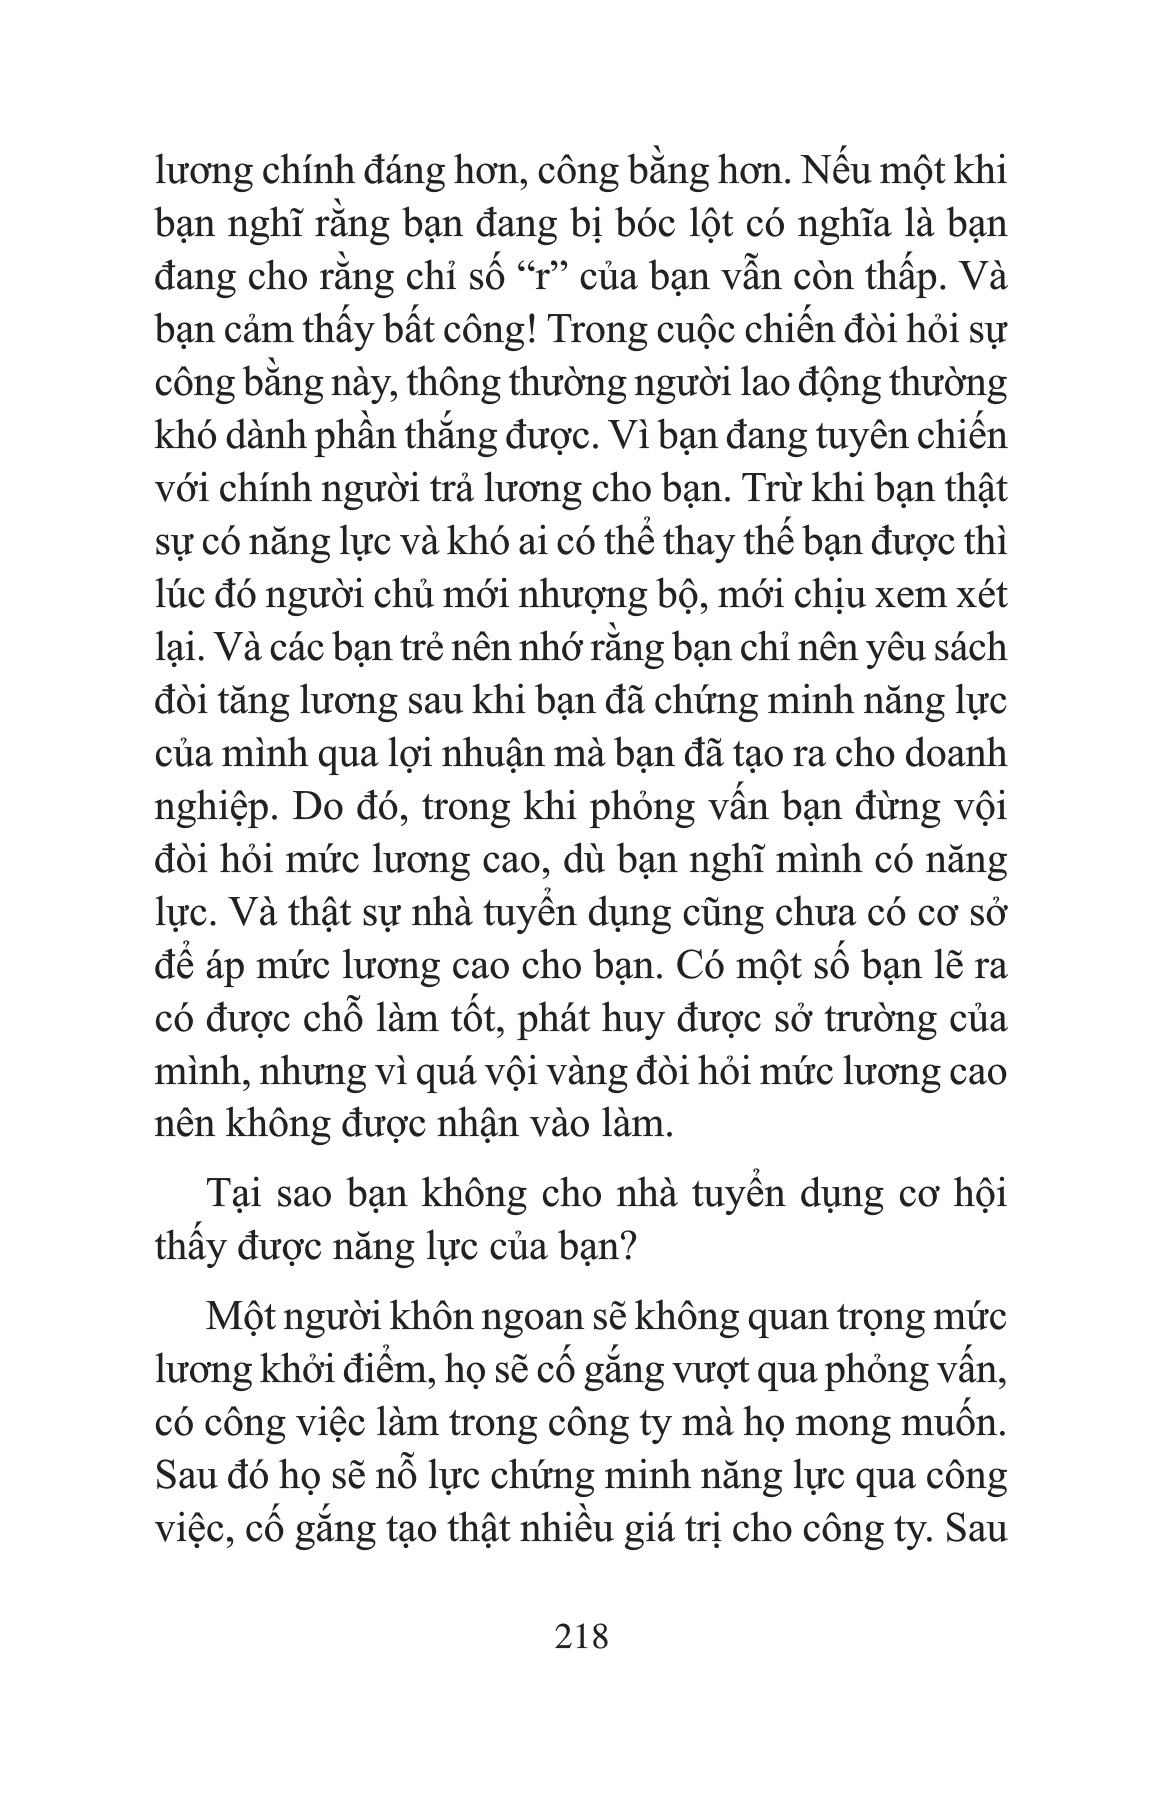 lương chính đáng hơn, công bằng hơn. Nếu một khi
bạn nghĩ rằng bạn đang bị bóc lột có nghĩa là bạn
đang cho rằng chỉ số “r” của bạn vẫn còn thấp. Và
bạn cảm thấy bất công! Trong cuộc chiến đòi hỏi sự
công bằng này, thông thường người lao động thường
khó dành phần thắng được. Vì bạn đang tuyên chiến
với chính người trả lương cho bạn. Trừ khi bạn thật
sự có năng lực và khó ai có thể thay thế bạn được thì
lúc đó người chủ mới nhượng bộ, mới chịu xem xét
lại. Và các bạn trẻ nên nhớ rằng bạn chỉ nên yêu sách
đòi tăng lương sau khi bạn đã chứng minh năng lực
của mình qua lợi nhuận mà bạn đã tạo ra cho doanh
nghiệp. Do đó, trong khi phỏng vấn bạn đừng vội
đòi hỏi mức lương cao, dù bạn nghĩ mình có năng
lực. Và thật sự nhà tuyển dụng cũng chưa có cơ sở
để áp mức lương cao cho bạn. Có một số bạn lẽ ra
có được chỗ làm tốt, phát huy được sở trường của
mình, nhưng vì quá vội vàng đòi hỏi mức lương cao
nên không được nhận vào làm.
Tại sao bạn không cho nhà tuyển dụng cơ hội
thấy được năng lực của bạn?
Một người khôn ngoan sẽ không quan trọng mức
lương khởi điểm, họ sẽ cố gắng vượt qua phỏng vấn,
có công việc làm trong công ty mà họ mong muốn.
Sau đó họ sẽ nỗ lực chứng minh năng lực qua công
việc, cố gắng tạo thật nhiều giá trị cho công ty. Sau
218